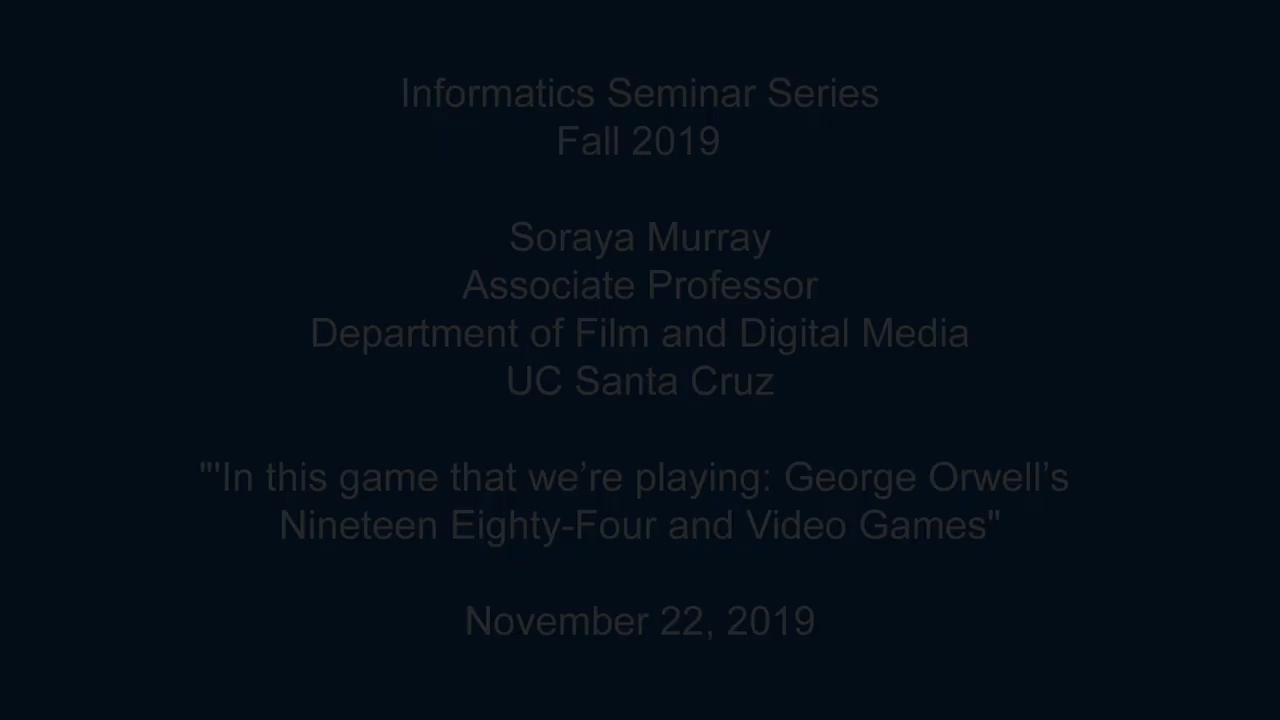 Informatics Seminar Series
Fall 2019
Soraya Murray
Associate Professor
Department of Film and Digital Media
UC Santa Cruz
"'In this game that we’re playing: George Orwell’s
Nineteen Eighty-Four and Video Games"
November 22, 2019